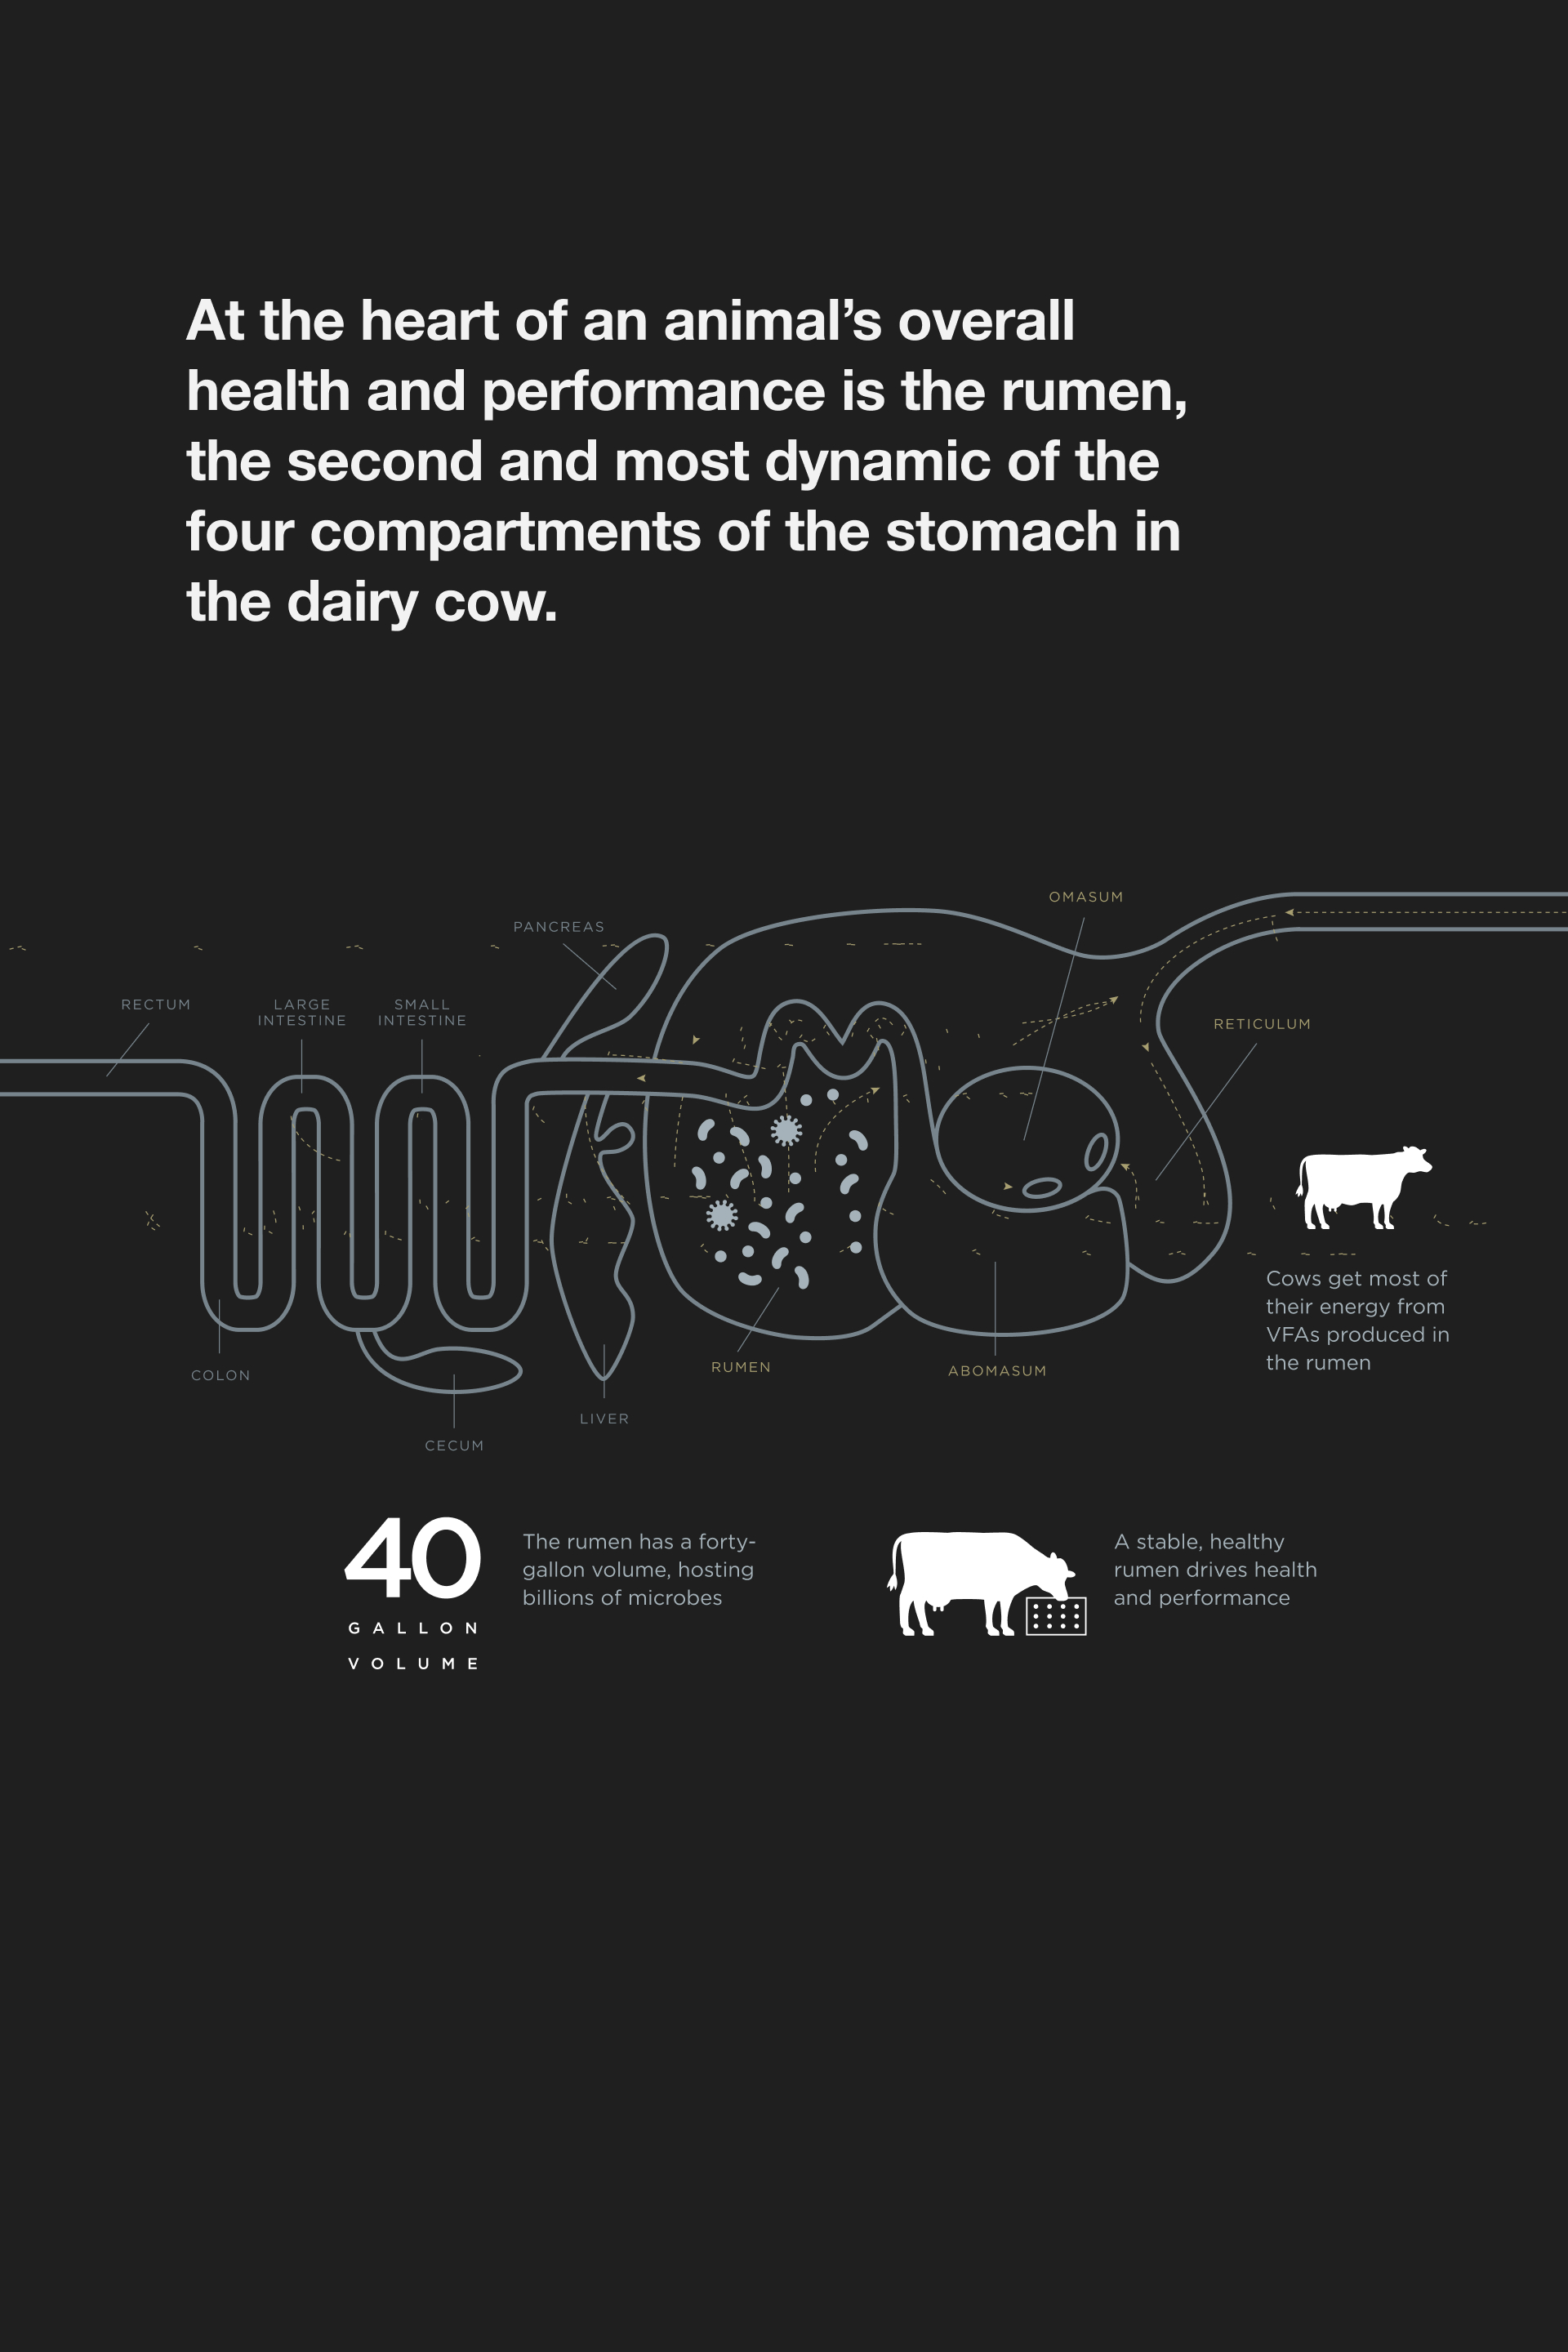 At the heart of an animal’s overall
health and performance is the rumen,
the second and most dynamic of the
four compartments of the stomach in
the dairy cow.
OMASUM
PANCREAS
RECTUM
LARGE
INTESTINE
SMALL
INTESTINE
RETICULUM
Cows get most of
their energy from
VFAs produced in
the rumen
RUMEN
ABOMASUM
COLON
LIVER
CECUM
40
GALLON
VOLUME
The rumen has a forty-
gallon volume, hosting
billions of microbes
A stable, healthy
rumen drives health
and performance